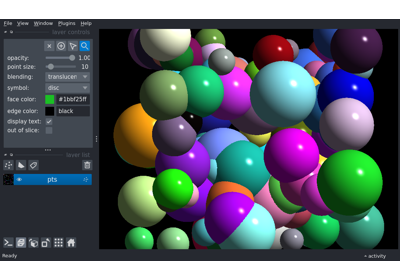 File View Window Plugins Help
layer controls
opacity: 1.00
point size: 10
blending: translucen
symbol: disc
face color: #1bbf25ff
edge color: black
display text: ✓
out of slice:
layer list
pts
Ready activity